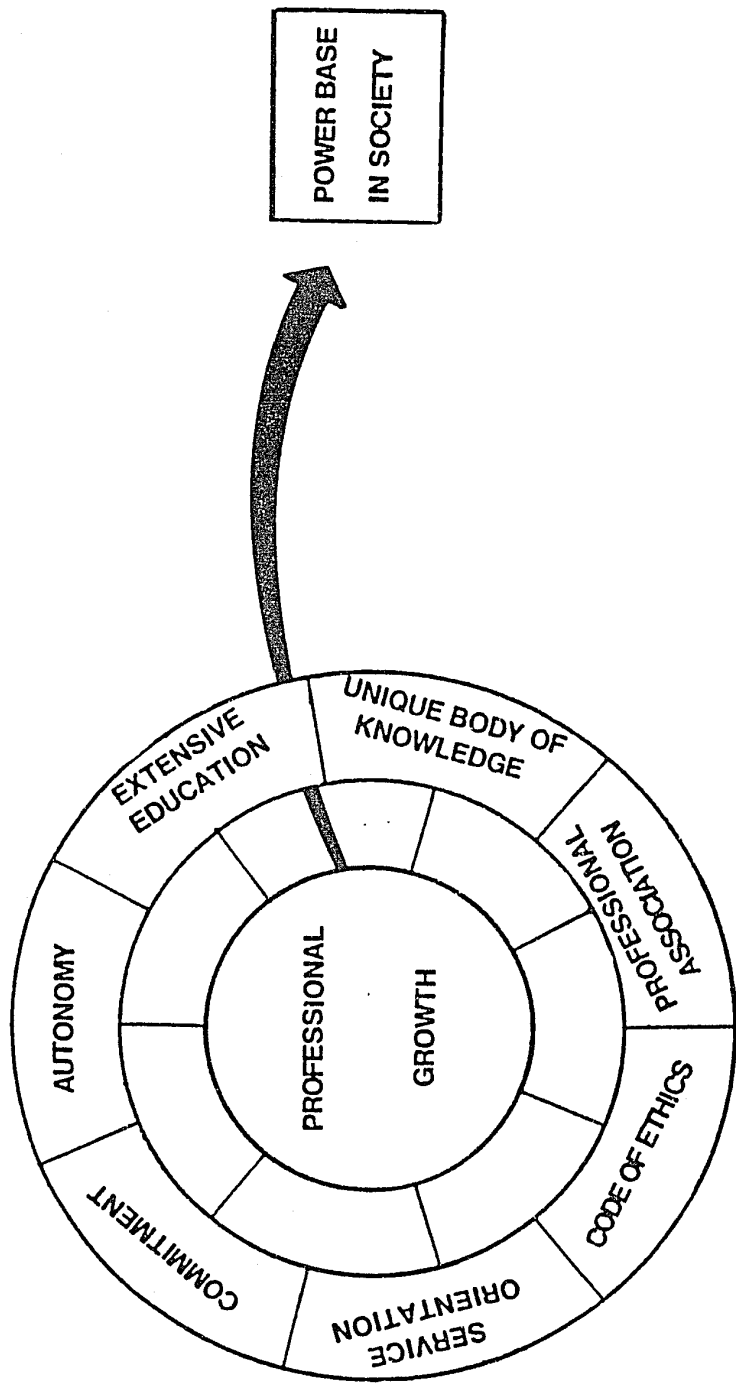 POWER BASE
IN SOCIETY
EXTENSIVE
EDUCATION
UNIQUE BODY OF
KNOWLEDGE
PROFESSIONAL
ASSOCIATION
CODE OF ETHICS
SERVICE
ORIENTATION
COMMITMENT
AUTONOMY
PROFESSIONAL
GROWTH